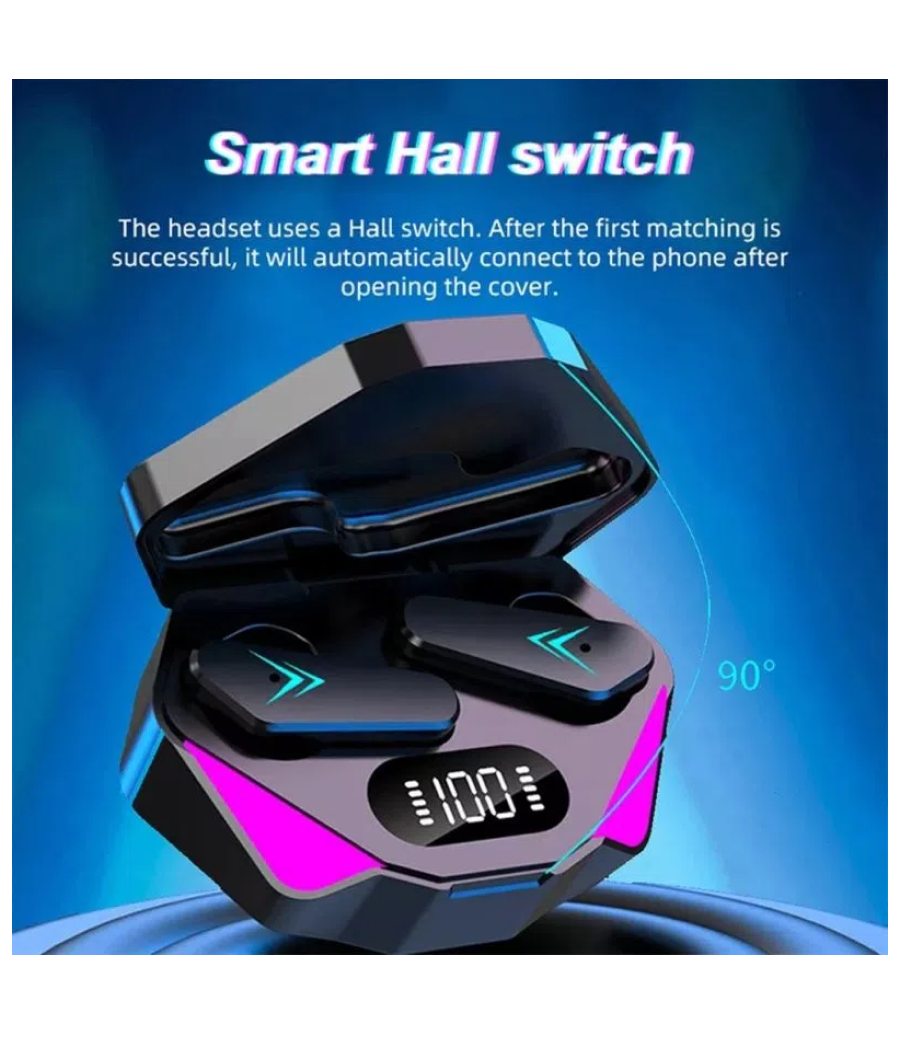 Smart Hall switch
The headset uses a Hall switch. After the first matching is
successful, it will automatically connect to the phone after
opening the cover.
90°
100